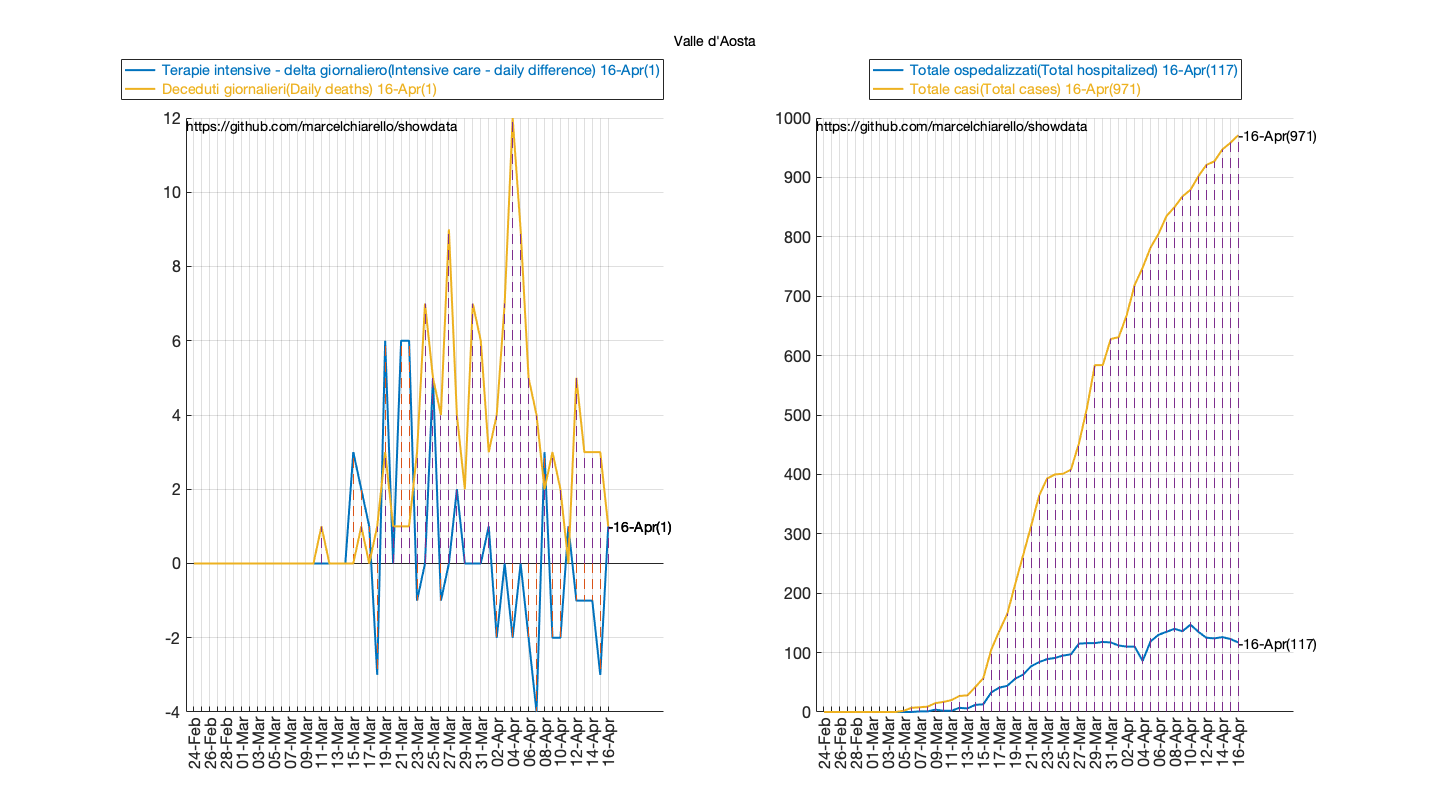 Valle d'Aosta
Terapie intensive - delta giornaliero(Intensive care - daily difference) 16-Apr(1)
Deceduti giornalieri(Daily deaths) 16-Apr(1)
https://github.com/marcelchiarello/showdata
12
10
8
6
4
2
0
-2
-4
16-Apr(1)
24-Feb
26-Feb
28-Feb
01-Mar
03-Mar
05-Mar
07-Mar
09-Mar
11-Mar
13-Mar
15-Mar
17-Mar
19-Mar
21-Mar
23-Mar
25-Mar
27-Mar
29-Mar
31-Mar
02-Apr
04-Apr
06-Apr
08-Apr
10-Apr
12-Apr
14-Apr
16-Apr
Totale ospedalizzati(Total hospitalized) 16-Apr(117)
Totale casi(Total cases) 16-Apr(971)
https://github.com/marcelchiarello/showdata
1000
900
800
700
600
500
400
300
200
100
0
16-Apr(971)
16-Apr(117)
24-Feb
26-Feb
28-Feb
01-Mar
03-Mar
05-Mar
07-Mar
09-Mar
11-Mar
13-Mar
15-Mar
17-Mar
19-Mar
21-Mar
23-Mar
25-Mar
27-Mar
29-Mar
31-Mar
02-Apr
04-Apr
06-Apr
08-Apr
10-Apr
12-Apr
14-Apr
16-Apr